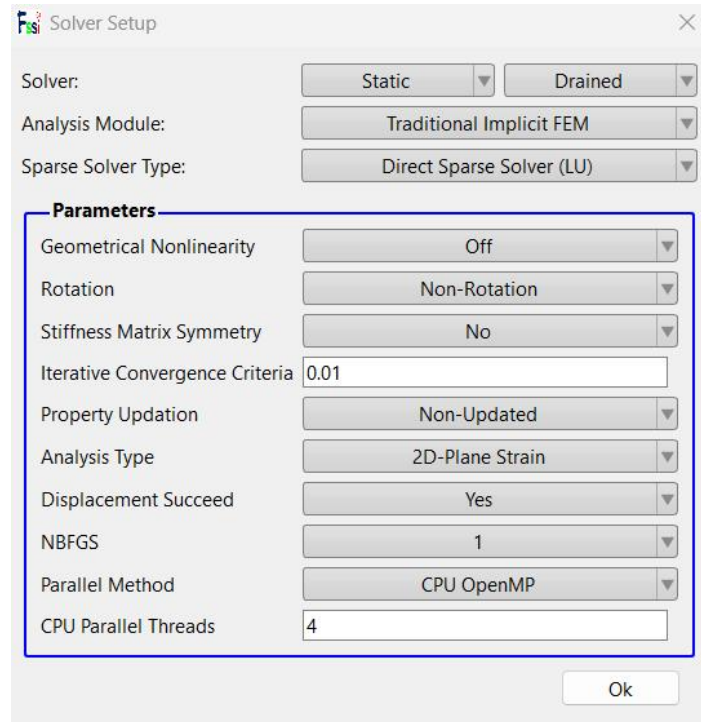 Fssi Solver Setup
Solver: Static Drained
Analysis Module: Traditional Implicit FEM
Sparse Solver Type: Direct Sparse Solver (LU)
Parameters
Geometrical Nonlinearity Off
Rotation Non-Rotation
Stiffness Matrix Symmetry No
Iterative Convergence Criteria 0.01
Property Updation Non-Updated
Analysis Type 2D-Plane Strain
Displacement Succeed Yes
NBFGS 1
Parallel Method CPU OpenMP
CPU Parallel Threads 4
Ok